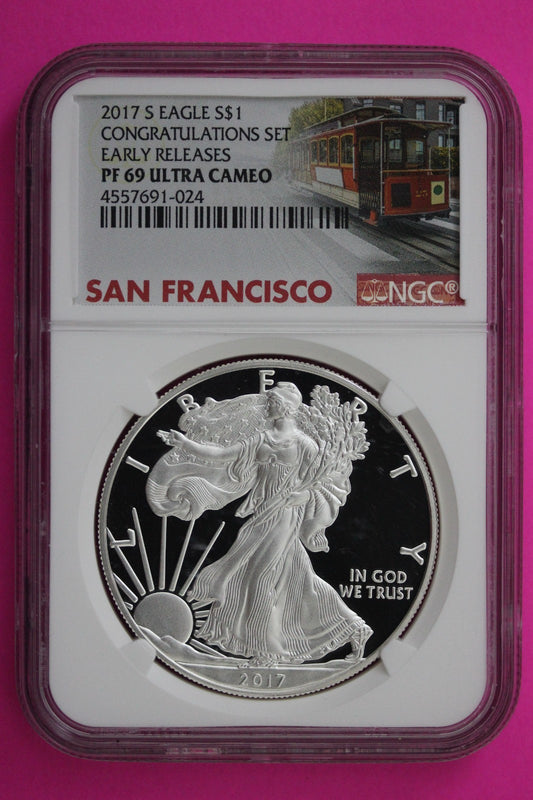 2017 S EAGLE S$1
CONGRATULATIONS SET
EARLY RELEASES
PF 69 ULTRA CAMEO
4557691-024
SAN FRANCISCO
NGC®
LIBERTY
IN GOD
WE TRUST
2017